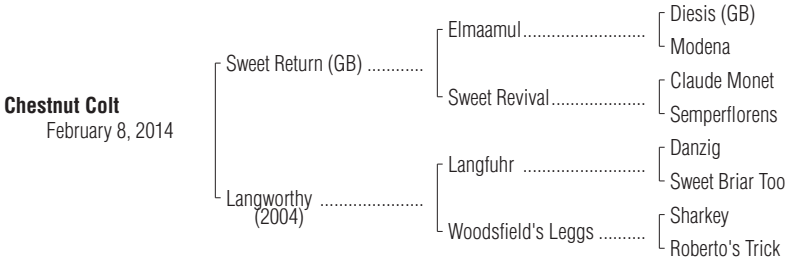 Chestnut Colt
February 8, 2014
Sweet Return (GB) ............
Langworthy ....................
(2004)
Elmaamul........................
Sweet Revival..................
Langfuhr ........................
Woodsfield's Leggs .........
Diesis (GB)
Modena
Claude Monet
Semperflorens
Danzig
Sweet Briar Too
Sharkey
Roberto's Trick